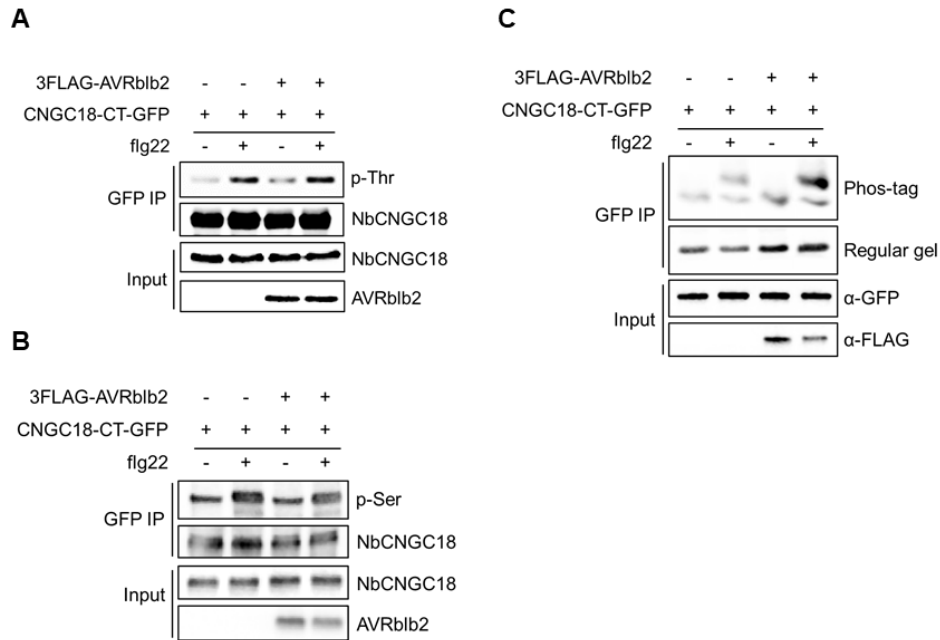 A
3FLAG-AVRblb2 - - + +
CNGC18-CT-GFP + + + +
flg22 - + - +
GFP IP
p-Thr
NbCNGC18
Input
NbCNGC18
AVRblb2
B
3FLAG-AVRblb2 - - + +
CNGC18-CT-GFP + + + +
flg22 - + - +
GFP IP
p-Ser
NbCNGC18
Input
NbCNGC18
AVRblb2
C
3FLAG-AVRblb2 - - + +
CNGC18-CT-GFP + + + +
flg22 - + - +
GFP IP
Phos-tag
Regular gel
Input
α-GFP
α-FLAG